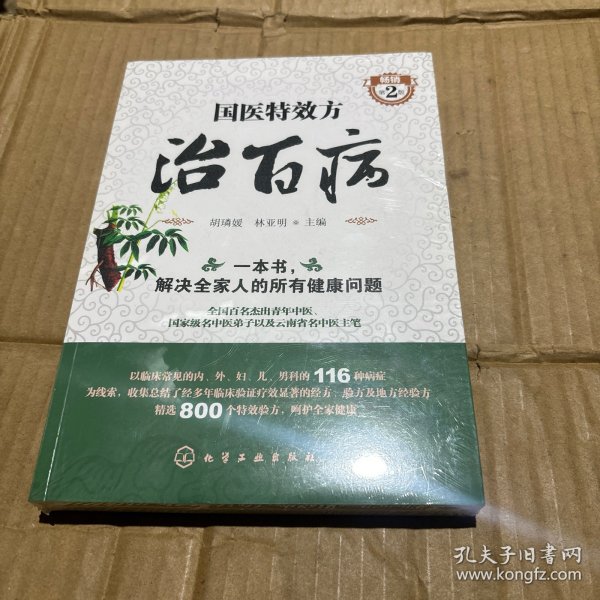 畅销
第2版
国医特效方
治百病
胡璘媛 林亚明 主编
一本书，
解决全家人的所有健康问题
全国百名杰出青年中医、
国家级名中医弟子以及云南省名中医主笔
以临床常见的内、外、妇、儿、男科的116种病症
为线索，收集总结了经多年临床验证疗效显著的经方、验方及地方经验方
精选800个特效验方，呵护全家健康
化学工业出版社
孔夫子旧书网
www.kongfz.com